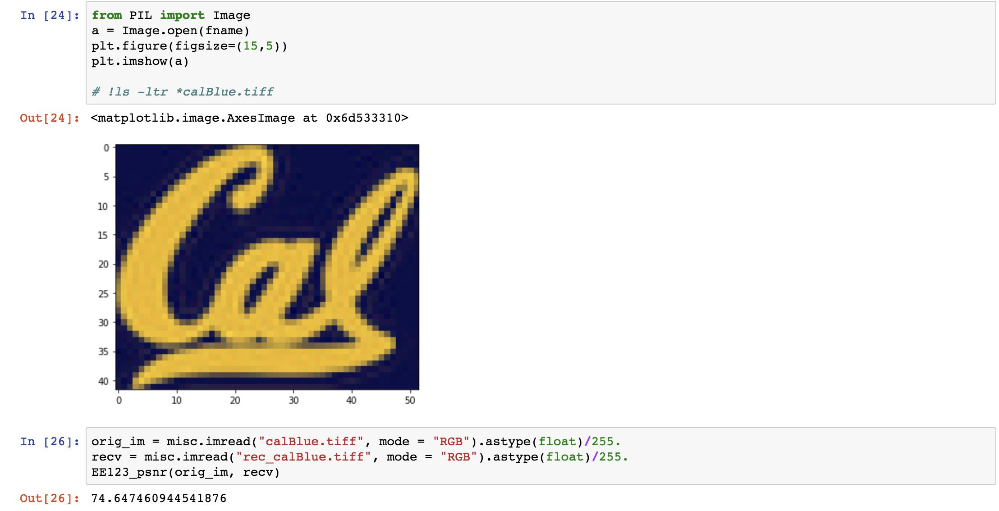 In [24]: from PIL import Image
a = Image.open(fname)
plt.figure(figsize=(15,5))
plt.imshow(a)
# !ls -ltr *calBlue.tiff
Out[24]: <matplotlib.image.AxesImage at 0x6d533310>
0
5
10
15
20
25
30
35
40
Cal
0 10 20 30 40 50
In [26]: orig_im = misc.imread("calBlue.tiff", mode = "RGB").astype(float)/255.
recv = misc.imread("rec_calBlue.tiff", mode = "RGB").astype(float)/255.
EE123_psnr(orig_im, recv)
Out[26]: 74.647460944541876